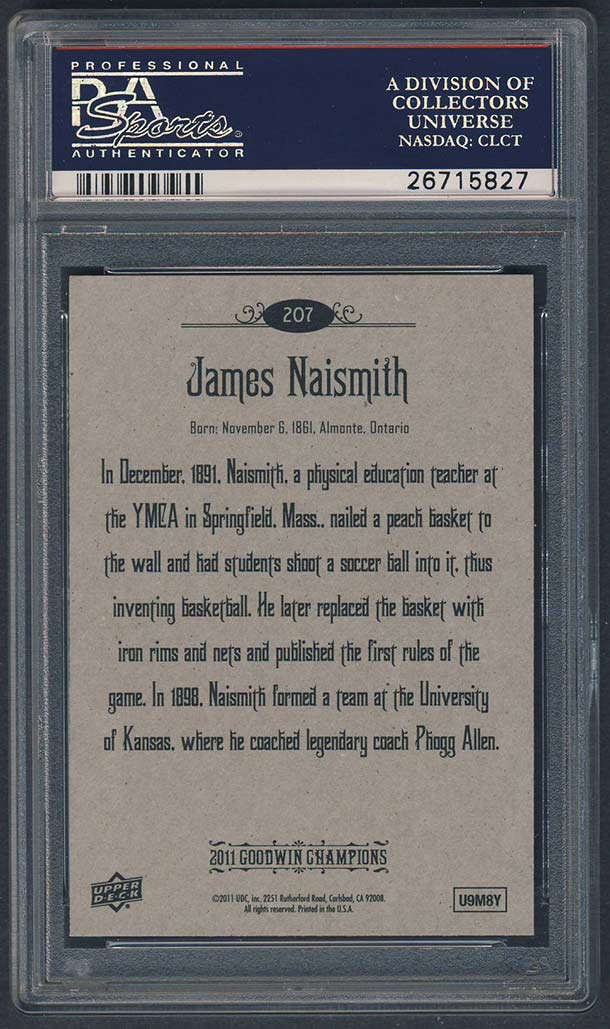 PROFESSIONAL
PSA
Sports®
AUTHENTICATOR
A DIVISION OF
COLLECTORS
UNIVERSE
NASDAQ: CLCT
26715827
207
James Naismith
Born: November 6, 1861, Almonte, Ontario
In December, 1891, Naismith, a physical education teacher at
the YMCA in Springfield, Mass., nailed a peach basket to
the wall and had students shoot a soccer ball into it, thus
inventing basketball. He later replaced the basket with
iron rims and nets and published the first rules of the
game. In 1898, Naismith formed a team at the University
of Kansas, where he coached legendary coach Phogg Allen.
2011 GOODWIN CHAMPIONS
UPPER
D·E·C·K
©2011 UDC, inc. 2251 Rutherford Road, Carlsbad, CA 92008.
All rights reserved. Printed in the U.S.A.
U9M8Y